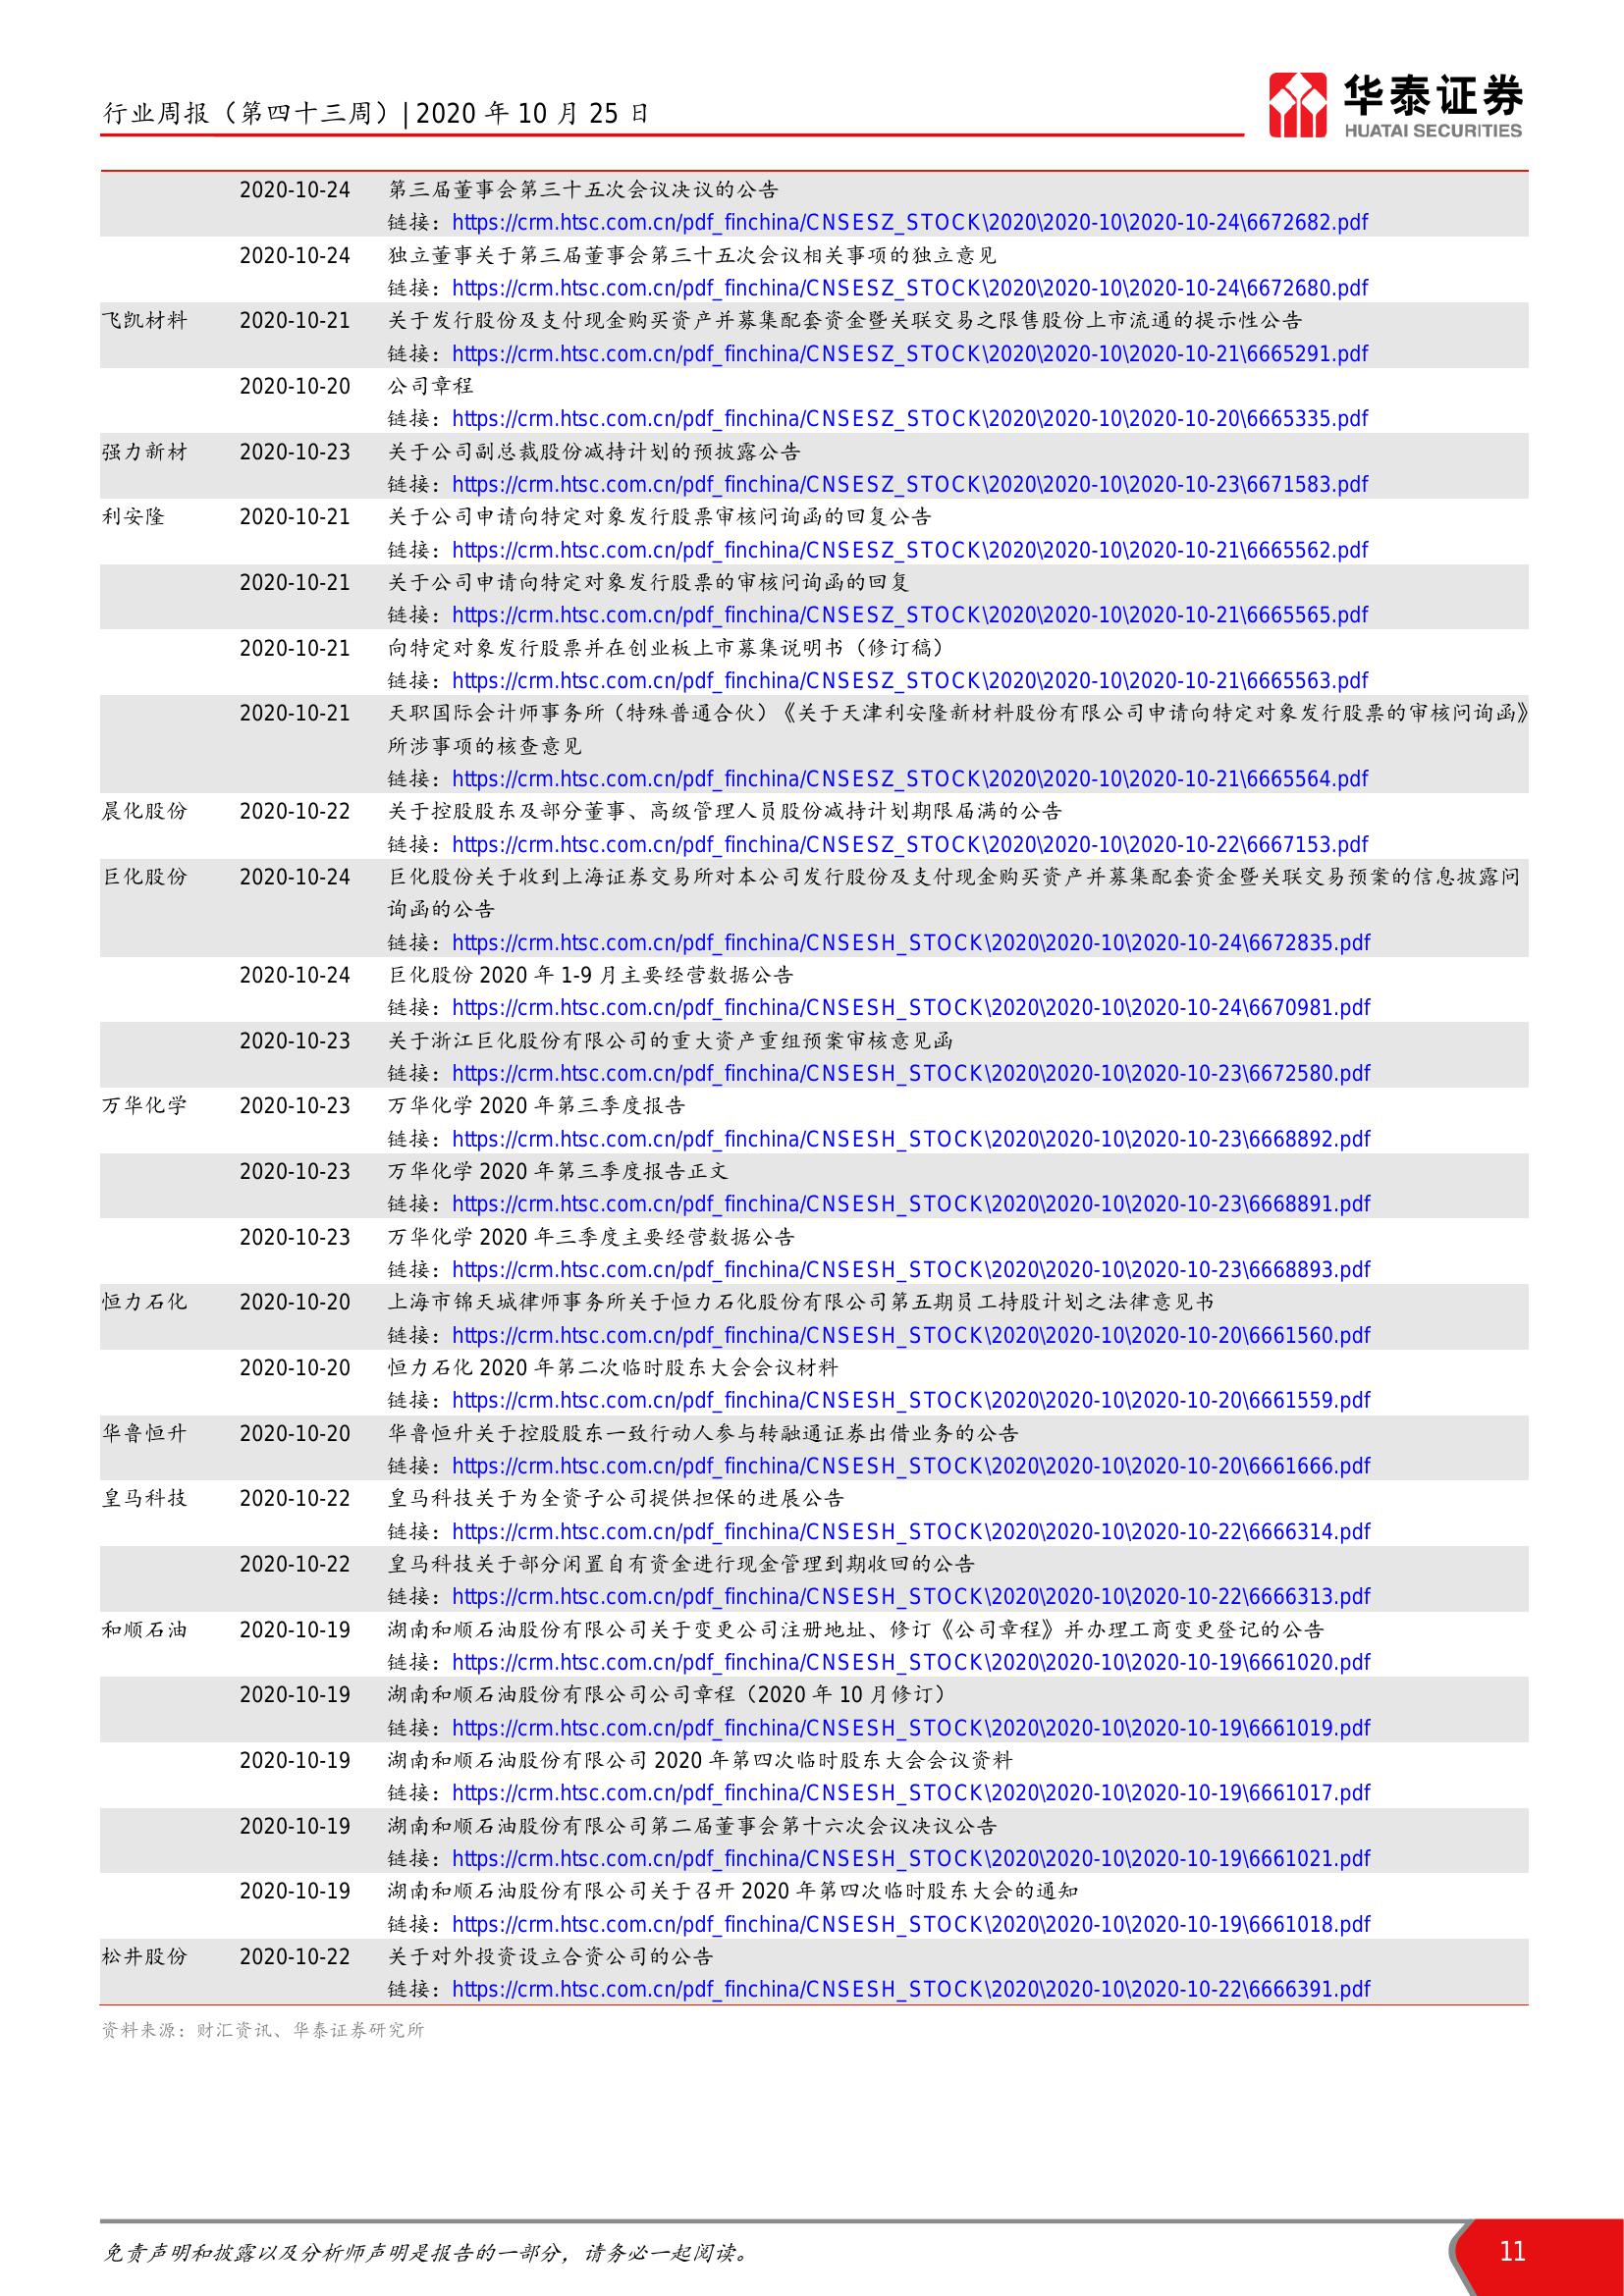 行业周报（第四十三周）| 2020 年 10 月 25 日
华泰证券
HUATAI SECURITIES
2020-10-24 第三届董事会第三十五次会议决议的公告
链接：https://crm.htsc.com.cn/pdf_finchina/CNSESZ_STOCK\2020\2020-10\2020-10-24\6672682.pdf
2020-10-24 独立董事关于第三届董事会第三十五次会议相关事项的独立意见
链接：https://crm.htsc.com.cn/pdf_finchina/CNSESZ_STOCK\2020\2020-10\2020-10-24\6672680.pdf
飞凯材料 2020-10-21 关于发行股份及支付现金购买资产并募集配套资金暨关联交易之限售股份上市流通的提示性公告
链接：https://crm.htsc.com.cn/pdf_finchina/CNSESZ_STOCK\2020\2020-10\2020-10-21\6665291.pdf
2020-10-20 公司章程
链接：https://crm.htsc.com.cn/pdf_finchina/CNSESZ_STOCK\2020\2020-10\2020-10-20\6665335.pdf
强力新材 2020-10-23 关于公司副总裁股份减持计划的预披露公告
链接：https://crm.htsc.com.cn/pdf_finchina/CNSESZ_STOCK\2020\2020-10\2020-10-23\6671583.pdf
利安隆 2020-10-21 关于公司申请向特定对象发行股票审核问询函的回复公告
链接：https://crm.htsc.com.cn/pdf_finchina/CNSESZ_STOCK\2020\2020-10\2020-10-21\6665562.pdf
2020-10-21 关于公司申请向特定对象发行股票的审核问询函的回复
链接：https://crm.htsc.com.cn/pdf_finchina/CNSESZ_STOCK\2020\2020-10\2020-10-21\6665565.pdf
2020-10-21 向特定对象发行股票并在创业板上市募集说明书（修订稿）
链接：https://crm.htsc.com.cn/pdf_finchina/CNSESZ_STOCK\2020\2020-10\2020-10-21\6665563.pdf
2020-10-21 天职国际会计师事务所（特殊普通合伙）《关于天津利安隆新材料股份有限公司申请向特定对象发行股票的审核问询函》
所涉事项的核查意见
链接：https://crm.htsc.com.cn/pdf_finchina/CNSESZ_STOCK\2020\2020-10\2020-10-21\6665564.pdf
晨化股份 2020-10-22 关于控股股东及部分董事、高级管理人员股份减持计划期限届满的公告
链接：https://crm.htsc.com.cn/pdf_finchina/CNSESZ_STOCK\2020\2020-10\2020-10-22\6667153.pdf
巨化股份 2020-10-24 巨化股份关于收到上海证券交易所对本公司发行股份及支付现金购买资产并募集配套资金暨关联交易预案的信息披露问
询函的公告
链接：https://crm.htsc.com.cn/pdf_finchina/CNSESH_STOCK\2020\2020-10\2020-10-24\6672835.pdf
2020-10-24 巨化股份 2020 年 1-9 月主要经营数据公告
链接：https://crm.htsc.com.cn/pdf_finchina/CNSESH_STOCK\2020\2020-10\2020-10-24\6670981.pdf
2020-10-23 关于浙江巨化股份有限公司的重大资产重组预案审核意见函
链接：https://crm.htsc.com.cn/pdf_finchina/CNSESH_STOCK\2020\2020-10\2020-10-23\6672580.pdf
万华化学 2020-10-23 万华化学 2020 年第三季度报告
链接：https://crm.htsc.com.cn/pdf_finchina/CNSESH_STOCK\2020\2020-10\2020-10-23\6668892.pdf
2020-10-23 万华化学 2020 年第三季度报告正文
链接：https://crm.htsc.com.cn/pdf_finchina/CNSESH_STOCK\2020\2020-10\2020-10-23\6668891.pdf
2020-10-23 万华化学 2020 年三季度主要经营数据公告
链接：https://crm.htsc.com.cn/pdf_finchina/CNSESH_STOCK\2020\2020-10\2020-10-23\6668893.pdf
恒力石化 2020-10-20 上海市锦天城律师事务所关于恒力石化股份有限公司第五期员工持股计划之法律意见书
链接：https://crm.htsc.com.cn/pdf_finchina/CNSESH_STOCK\2020\2020-10\2020-10-20\6661560.pdf
2020-10-20 恒力石化 2020 年第二次临时股东大会会议材料
链接：https://crm.htsc.com.cn/pdf_finchina/CNSESH_STOCK\2020\2020-10\2020-10-20\6661559.pdf
华鲁恒升 2020-10-20 华鲁恒升关于控股股东一致行动人参与转融通证券出借业务的公告
链接：https://crm.htsc.com.cn/pdf_finchina/CNSESH_STOCK\2020\2020-10\2020-10-20\6661666.pdf
皇马科技 2020-10-22 皇马科技关于为全资子公司提供担保的进展公告
链接：https://crm.htsc.com.cn/pdf_finchina/CNSESH_STOCK\2020\2020-10\2020-10-22\6666314.pdf
2020-10-22 皇马科技关于部分闲置自有资金进行现金管理到期收回的公告
链接：https://crm.htsc.com.cn/pdf_finchina/CNSESH_STOCK\2020\2020-10\2020-10-22\6666313.pdf
和顺石油 2020-10-19 湖南和顺石油股份有限公司关于变更公司注册地址、修订《公司章程》并办理工商变更登记的公告
链接：https://crm.htsc.com.cn/pdf_finchina/CNSESH_STOCK\2020\2020-10\2020-10-19\6661020.pdf
2020-10-19 湖南和顺石油股份有限公司公司章程（2020 年 10 月修订）
链接：https://crm.htsc.com.cn/pdf_finchina/CNSESH_STOCK\2020\2020-10\2020-10-19\6661019.pdf
2020-10-19 湖南和顺石油股份有限公司 2020 年第四次临时股东大会会议资料
链接：https://crm.htsc.com.cn/pdf_finchina/CNSESH_STOCK\2020\2020-10\2020-10-19\6661017.pdf
2020-10-19 湖南和顺石油股份有限公司第二届董事会第十六次会议决议公告
链接：https://crm.htsc.com.cn/pdf_finchina/CNSESH_STOCK\2020\2020-10\2020-10-19\6661021.pdf
2020-10-19 湖南和顺石油股份有限公司关于召开 2020 年第四次临时股东大会的通知
链接：https://crm.htsc.com.cn/pdf_finchina/CNSESH_STOCK\2020\2020-10\2020-10-19\6661018.pdf
松井股份 2020-10-22 关于对外投资设立合资公司的公告
链接：https://crm.htsc.com.cn/pdf_finchina/CNSESH_STOCK\2020\2020-10\2020-10-22\6666391.pdf
资料来源：财汇资讯、华泰证券研究所
免责声明和披露以及分析师声明是报告的一部分，请务必一起阅读。
11